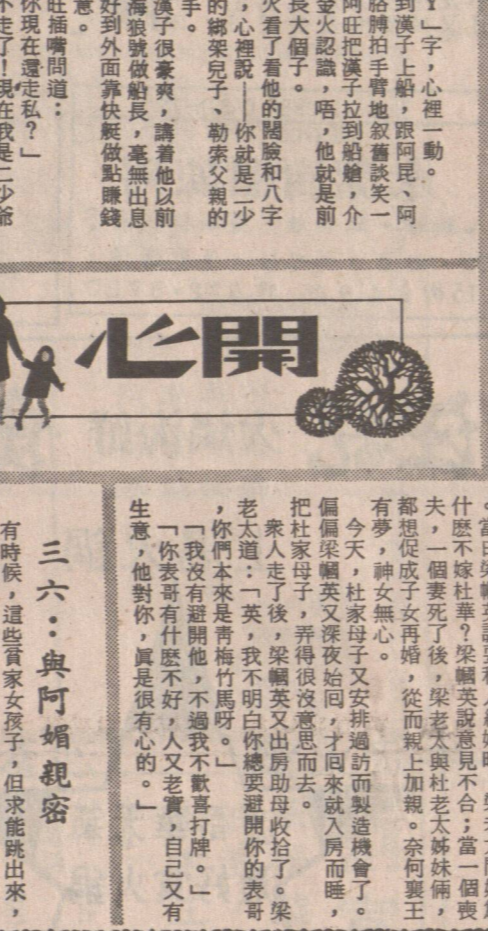 Y」字，心裡一動。
到漢子上船，跟阿昆、阿
胳膊拍手臂地叙舊談笑一
阿旺把漢子拉到船艙，介
金火認識，唔，他就是前
長大個子。
火看了看他的闊臉和八字
，心裡說——你就是二少
的綁架兒子、勒索父親的
手。
漢子很豪爽，講着他以前
海狼號做船長，毫無出息
好到外面靠快艇做點賺錢
意。
旺插嘴問道：
你現在還走私？」
不走了！現在我是二少爺
開心
什麽不嫁杜華？梁幗英說意見不合；當一個喪
夫，一個妻死了後，梁老太與杜老太姊妹倆，
都想促成子女再婚，從而親上加親。奈何襄王
有夢，神女無心。
今天，杜家母子又安排過訪而製造機會了。
偏偏梁幗英又深夜始囘，才囘來就入房而睡，
把杜家母子，弄得很沒意思而去。
衆人走了後，梁幗英又出房助母收拾了。梁
老太道：「英，我不明白你總要避開你的表哥
，你們本來是靑梅竹馬呀。」
「我沒有避開他，不過我不歡喜打牌。」
「你表哥有什麽不好，人又老實，自己又有
生意，他對你，眞是很有心的。」
三六：與阿媚親密
有時候，這些貧家女孩子，但求能跳出來，